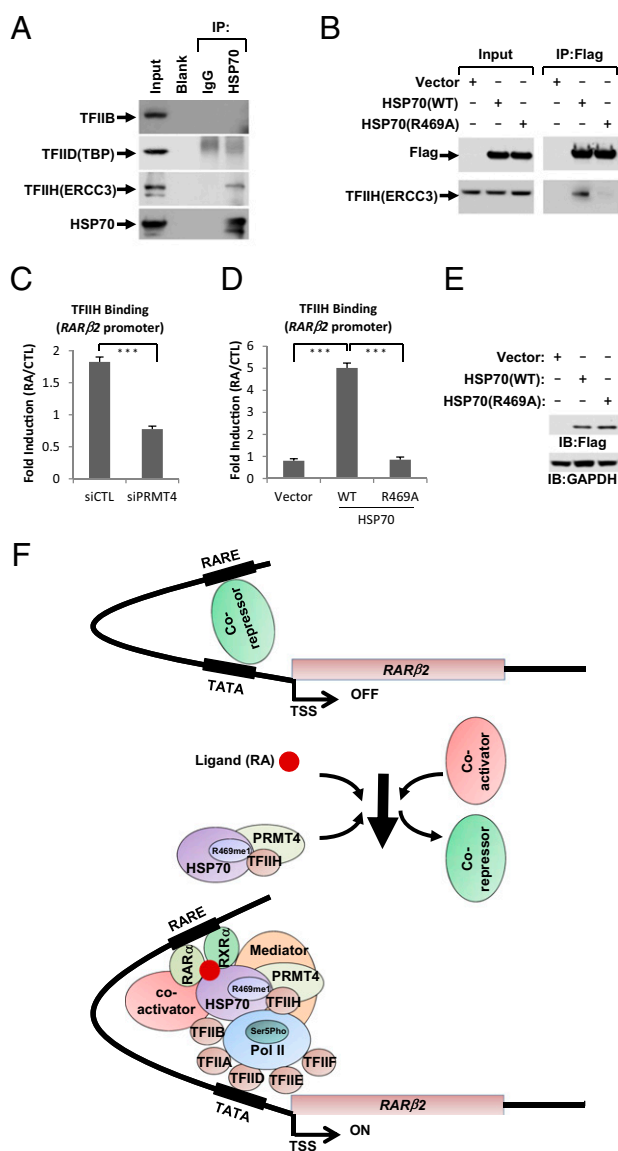 A
IP:
Input
Blank
IgG
HSP70
TFIIB
TFIID(TBP)
TFIIH(ERCC3)
HSP70
B
Input
IP:Flag
Vector + – – + – –
HSP70(WT) – + – – + –
HSP70(R469A) – – + – – +
Flag
TFIIH(ERCC3)
C
TFIIH Binding
(RARβ2 promoter)
Fold Induction (RA/CTL)
2
1.5
1
0.5
0
***
siCTL
siPRMT4
D
TFIIH Binding
(RARβ2 promoter)
Fold Induction (RA/CTL)
6
5
4
3
2
1
0
***
***
Vector
WT
R469A
HSP70
E
Vector: + – –
HSP70(WT): – + –
HSP70(R469A): – – +
IB:Flag
IB:GAPDH
F
RARE
Co-
repressor
TATA
RARβ2
TSS
OFF
Ligand (RA)
Co-
activator
PRMT4
R469me1
HSP70
TFIIH
Co-
repressor
RARE
RARα
RXRα
Mediator
PRMT4
R469me1
HSP70
TFIIH
co-
activator
Ser5Pho
TFIIB
Pol II
TFIIA
TFIIF
TFIID
TFIIE
TATA
RARβ2
TSS
ON